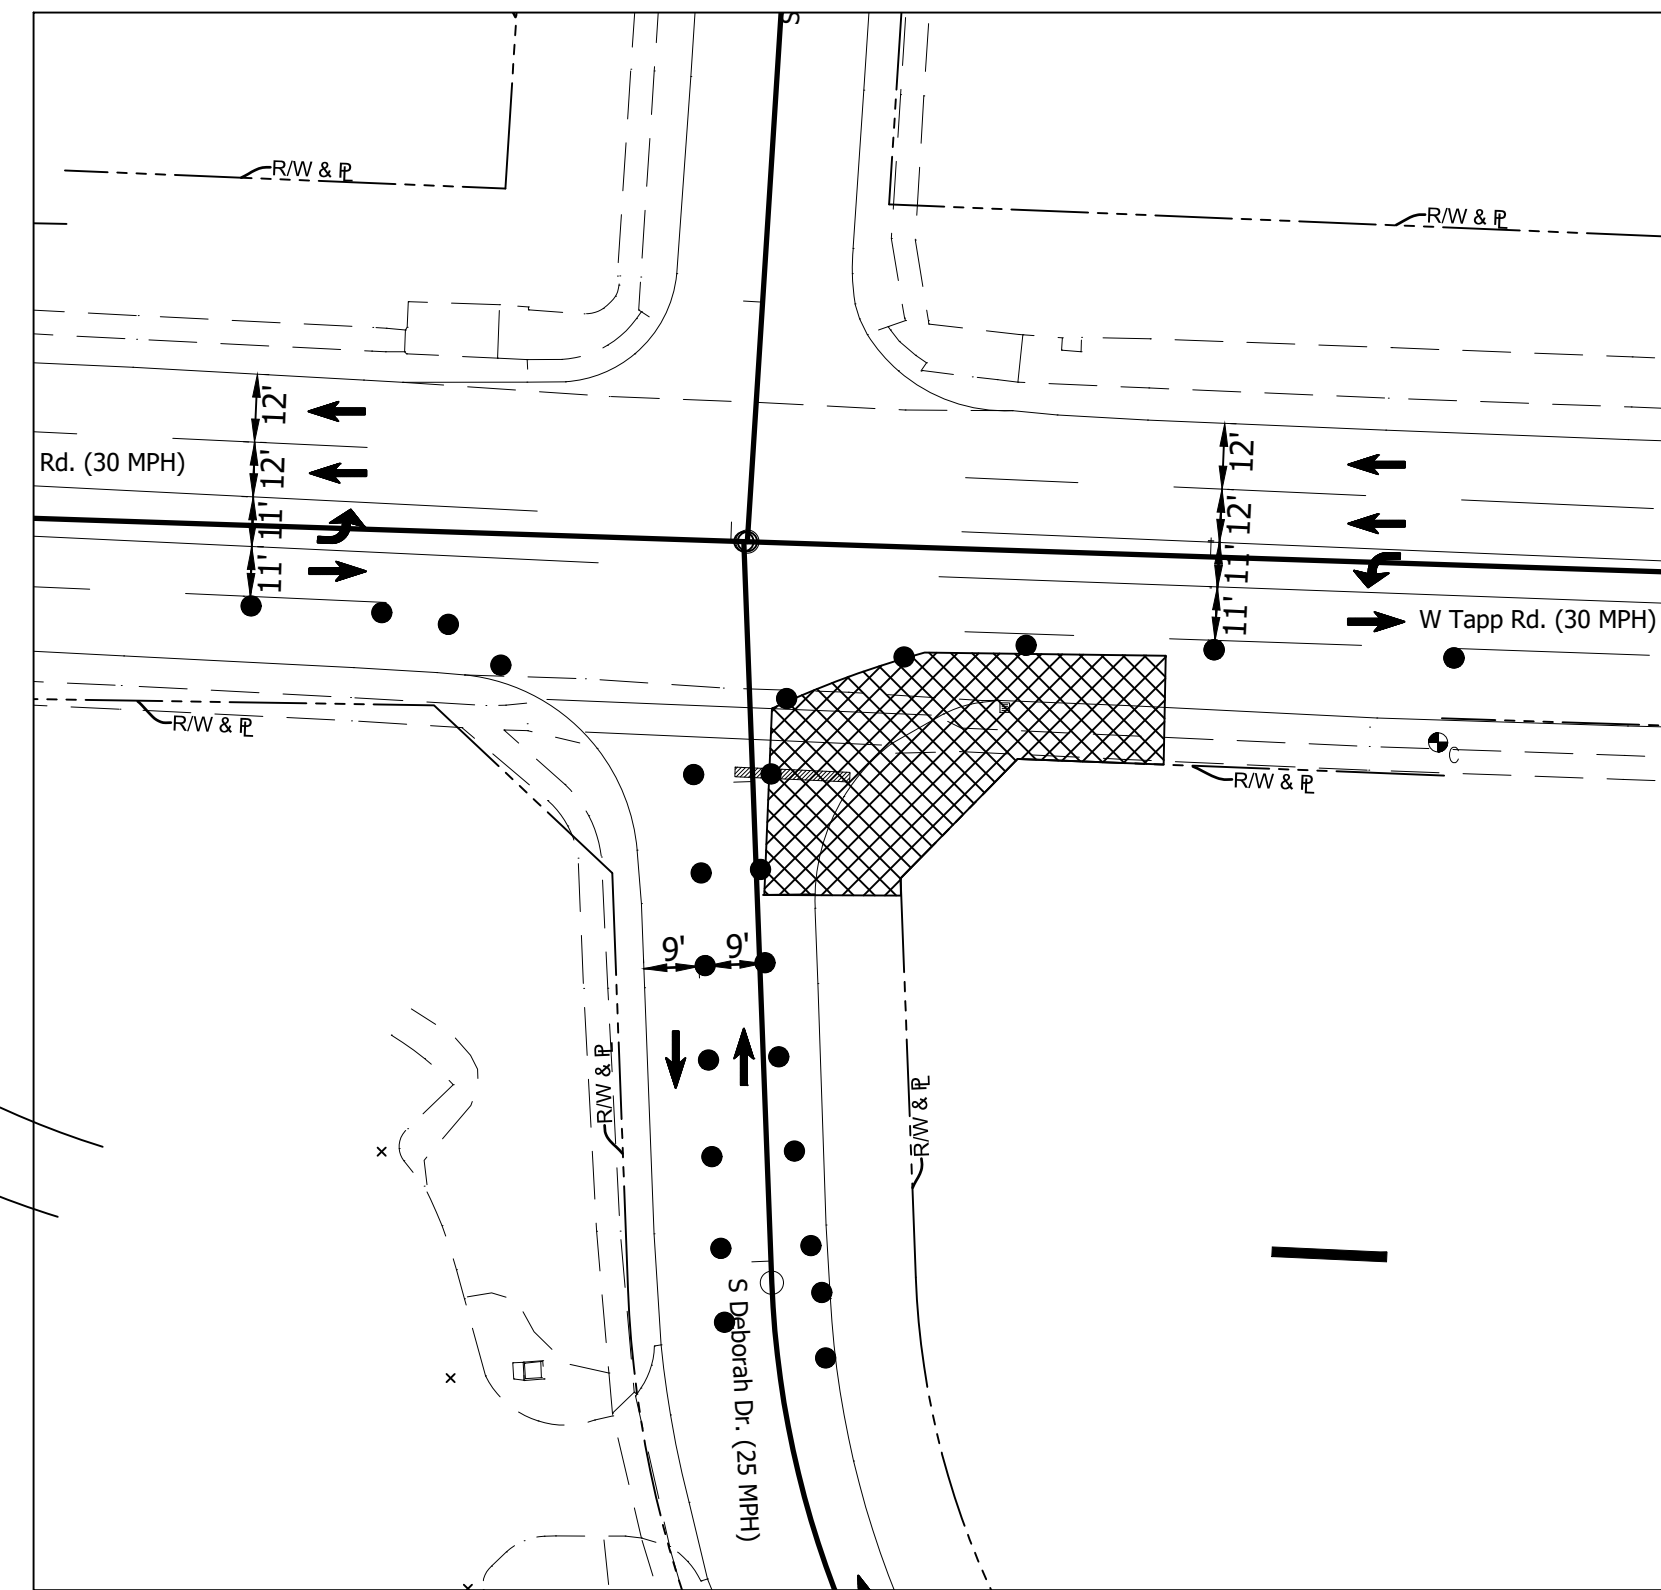 S
R/W & PL
R/W & PL
12'
12'
Rd. (30 MPH)
12'
12'
11'
11'
11'
11'
W Tapp Rd. (30 MPH)
R/W & PL
C
R/W & PL
9'
9'
R/W & PL
R/W & PL
S Deborah Dr. (25 MPH)